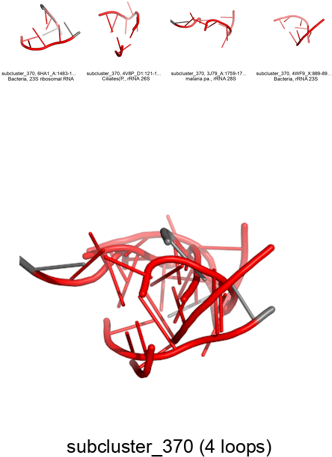 subcluster_370, 6HA1_A:1483-1...
Bacteria, 23S ribosomal RNA
subcluster_370, 4V8P_D1:121-1...
Ciliates(P., rRNA 26S
subcluster_370, 3J79_A:1759-17...
malaria pa., rRNA 28S
subcluster_370, 4WF9_X:889-89...
Bacteria, rRNA 23S
subcluster_370 (4 loops)